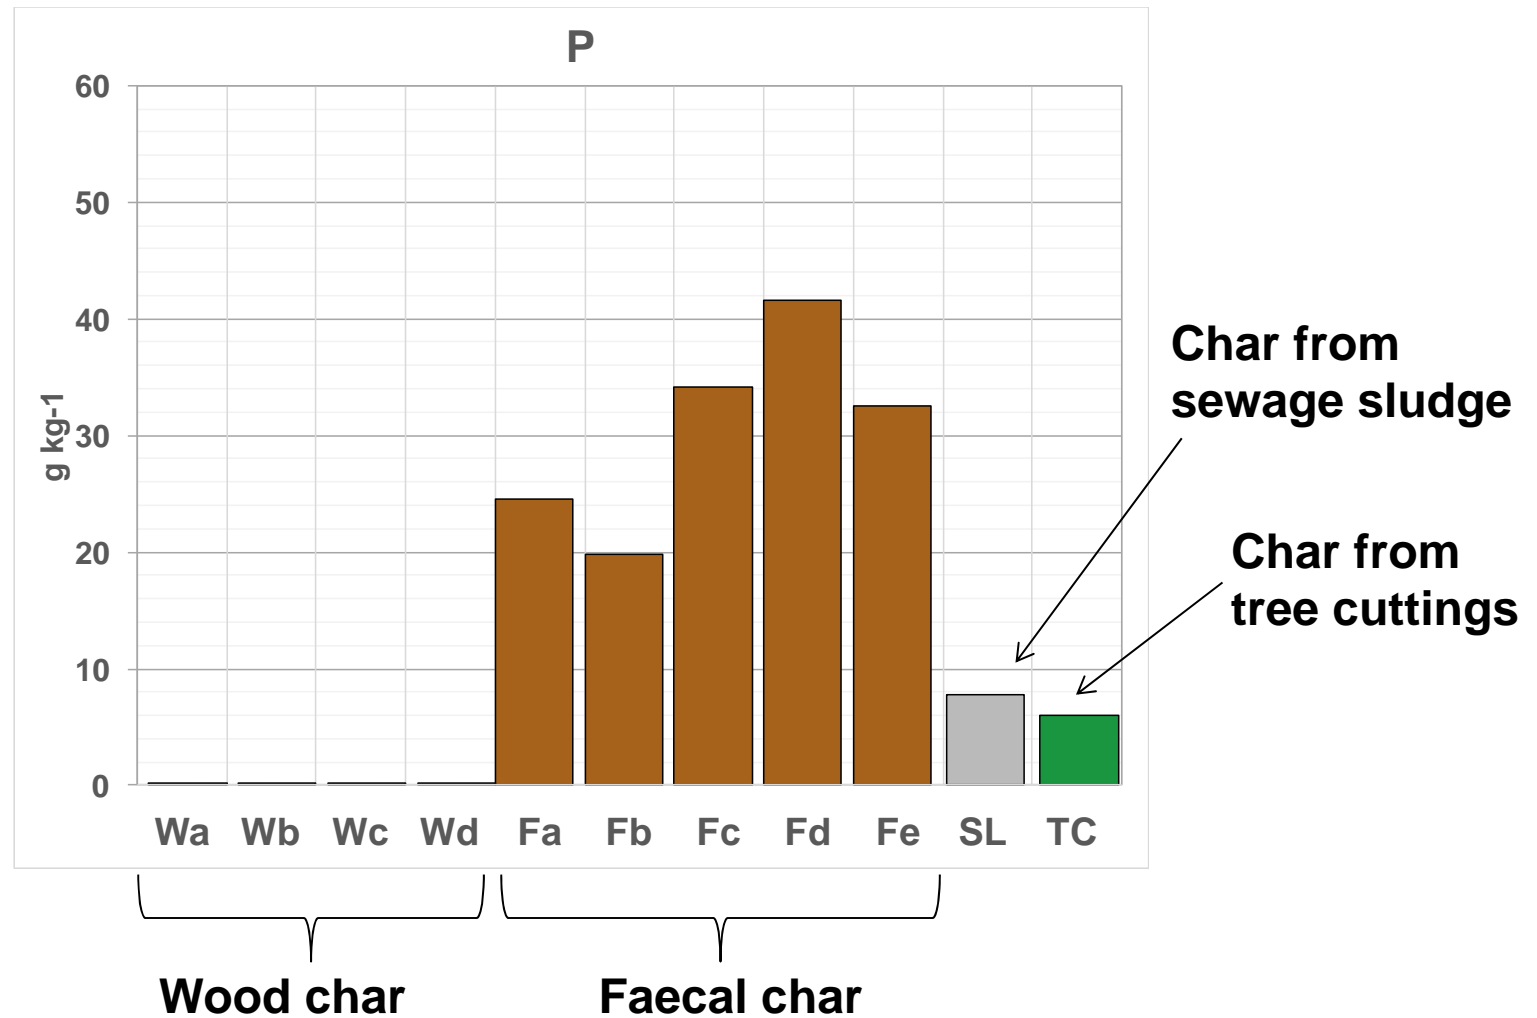 P
60
50
40
30
20
10
0
g kg-1
Wa Wb Wc Wd Fa Fb Fc Fd Fe SL TC
Wood char
Faecal char
Char from
sewage sludge
Char from
tree cuttings